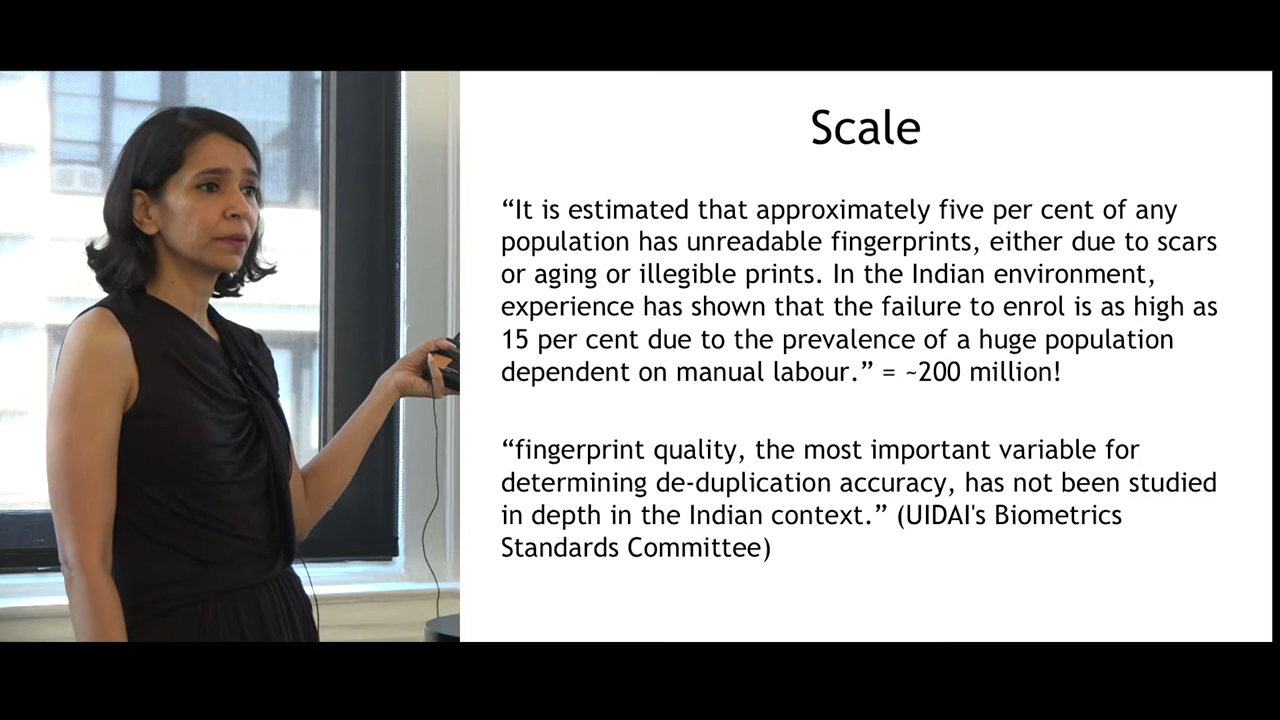 Scale
“It is estimated that approximately five per cent of any
population has unreadable fingerprints, either due to scars
or aging or illegible prints. In the Indian environment,
experience has shown that the failure to enrol is as high as
15 per cent due to the prevalence of a huge population
dependent on manual labour.” = ~200 million!
“fingerprint quality, the most important variable for
determining de-duplication accuracy, has not been studied
in depth in the Indian context.” (UIDAI's Biometrics
Standards Committee)